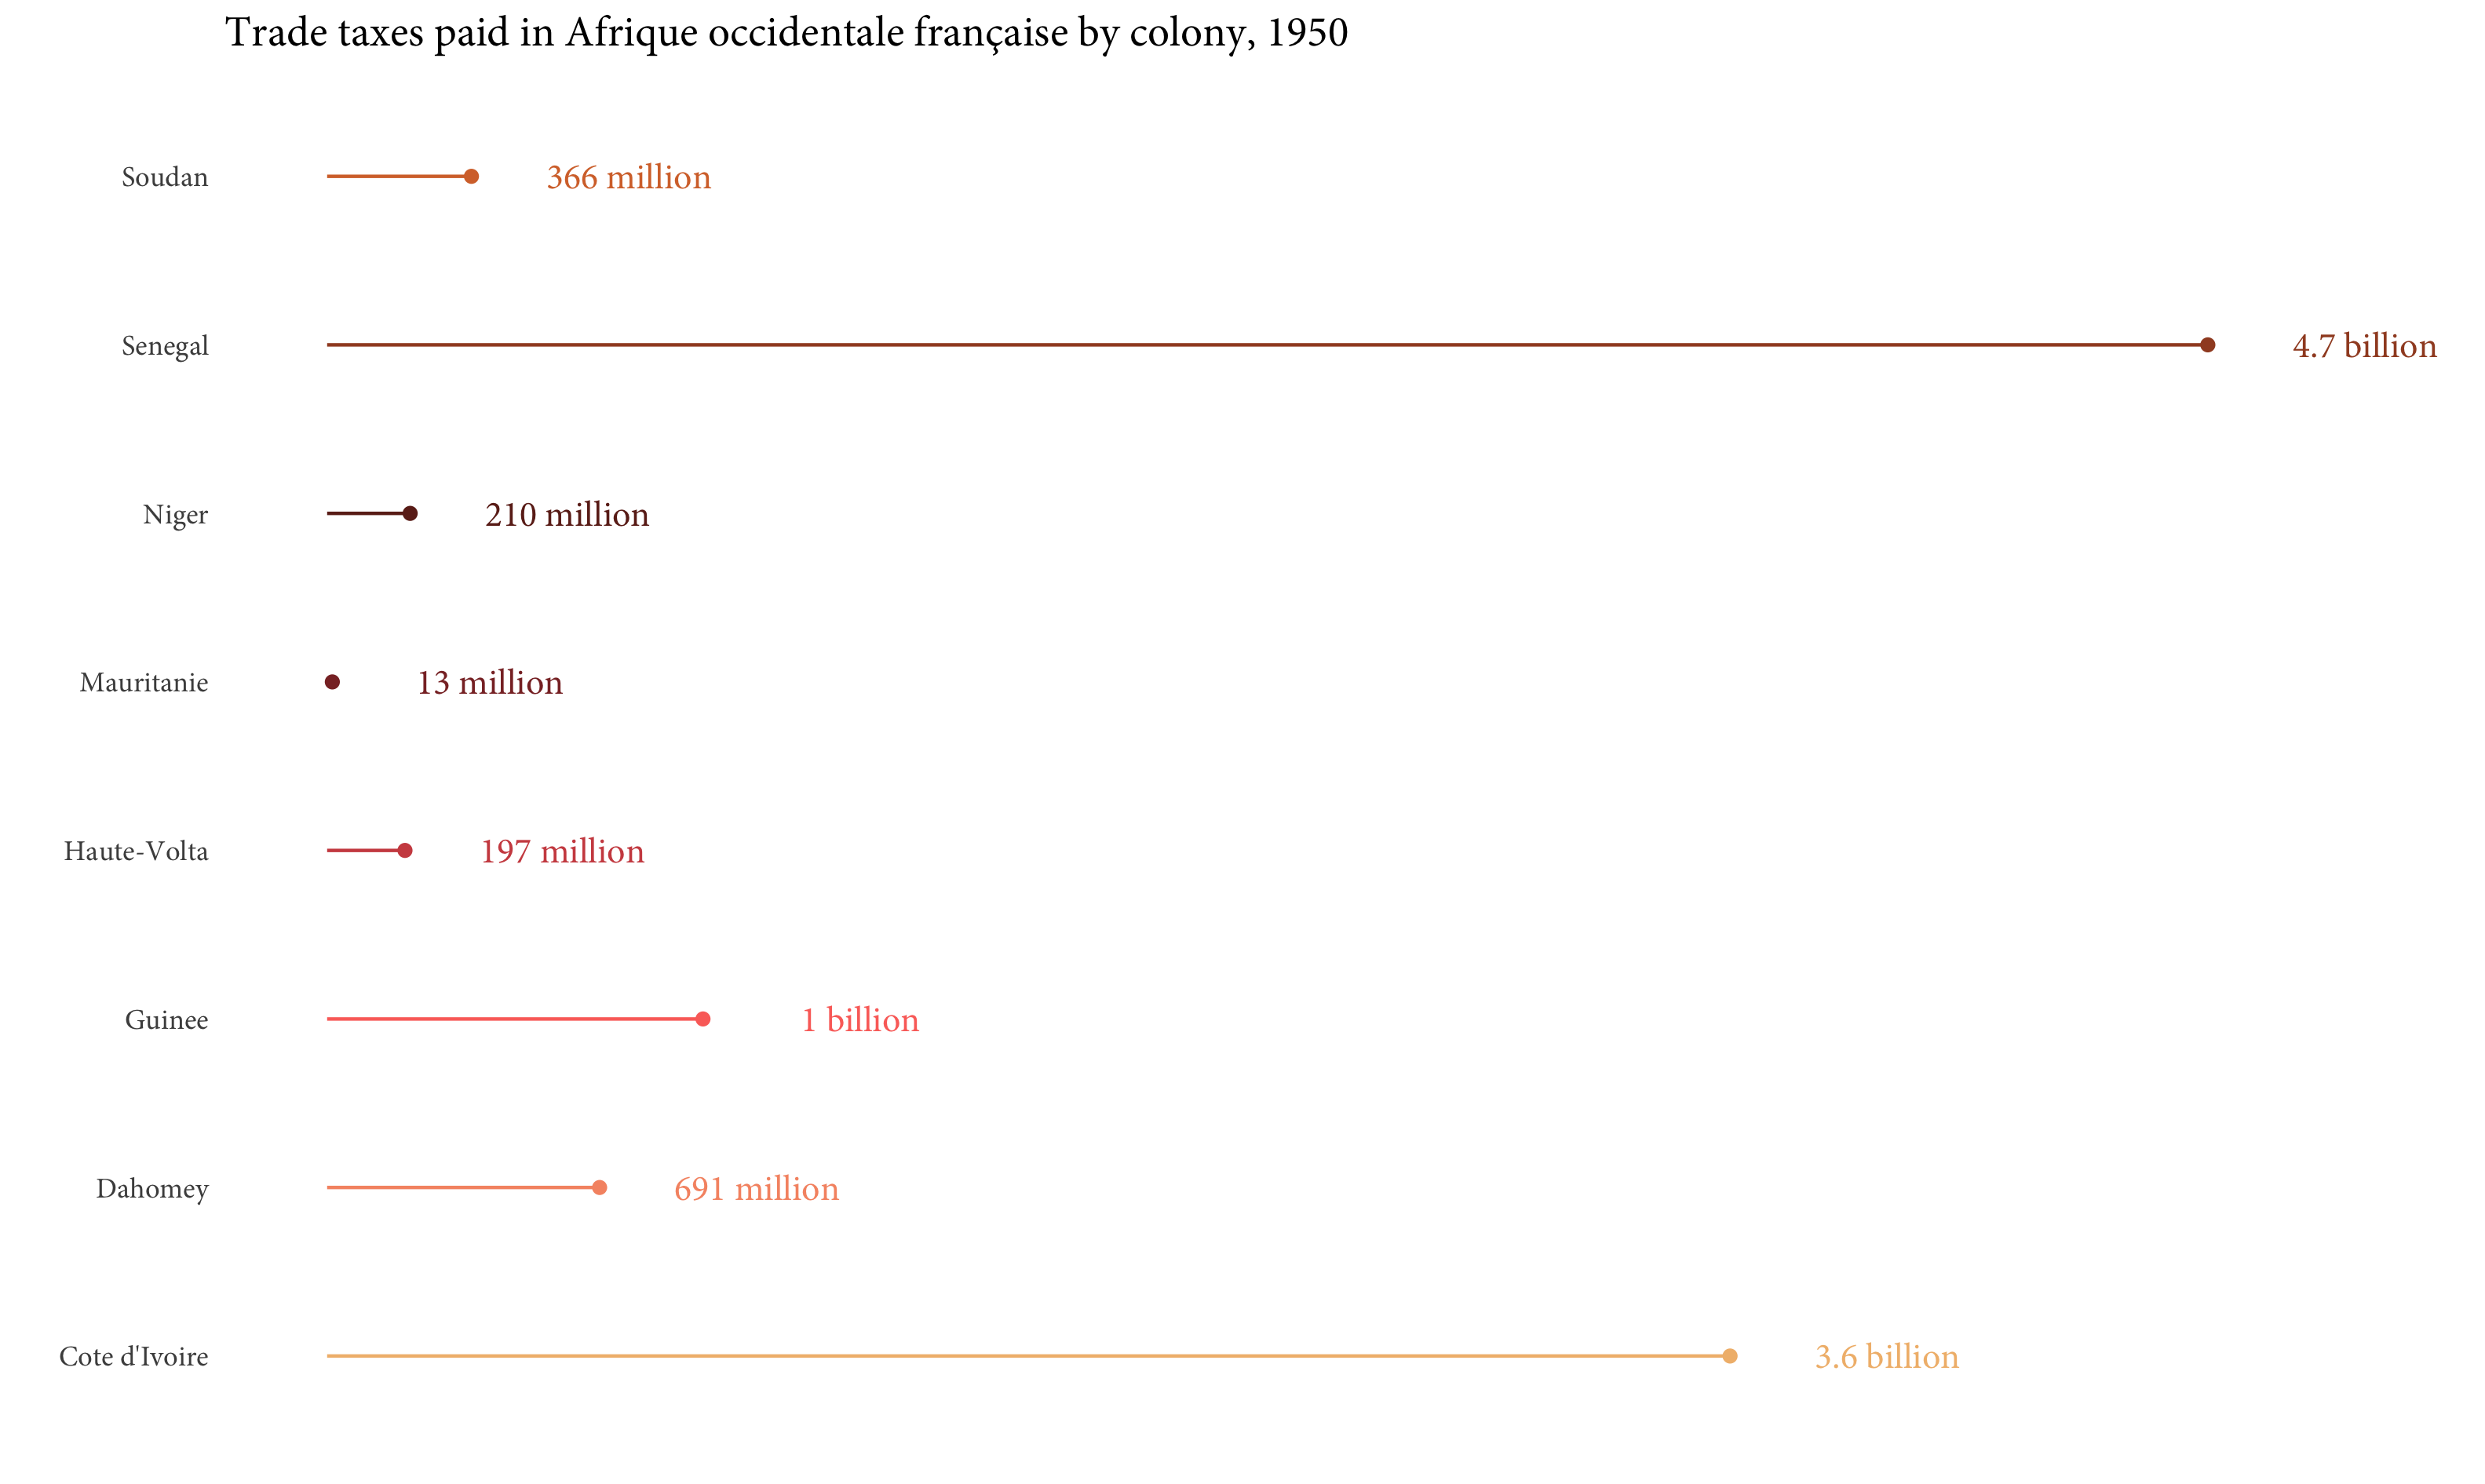 Trade taxes paid in Afrique occidentale française by colony, 1950
Soudan 366 million
Senegal 4.7 billion
Niger 210 million
Mauritanie 13 million
Haute-Volta 197 million
Guinee 1 billion
Dahomey 691 million
Cote d'Ivoire 3.6 billion